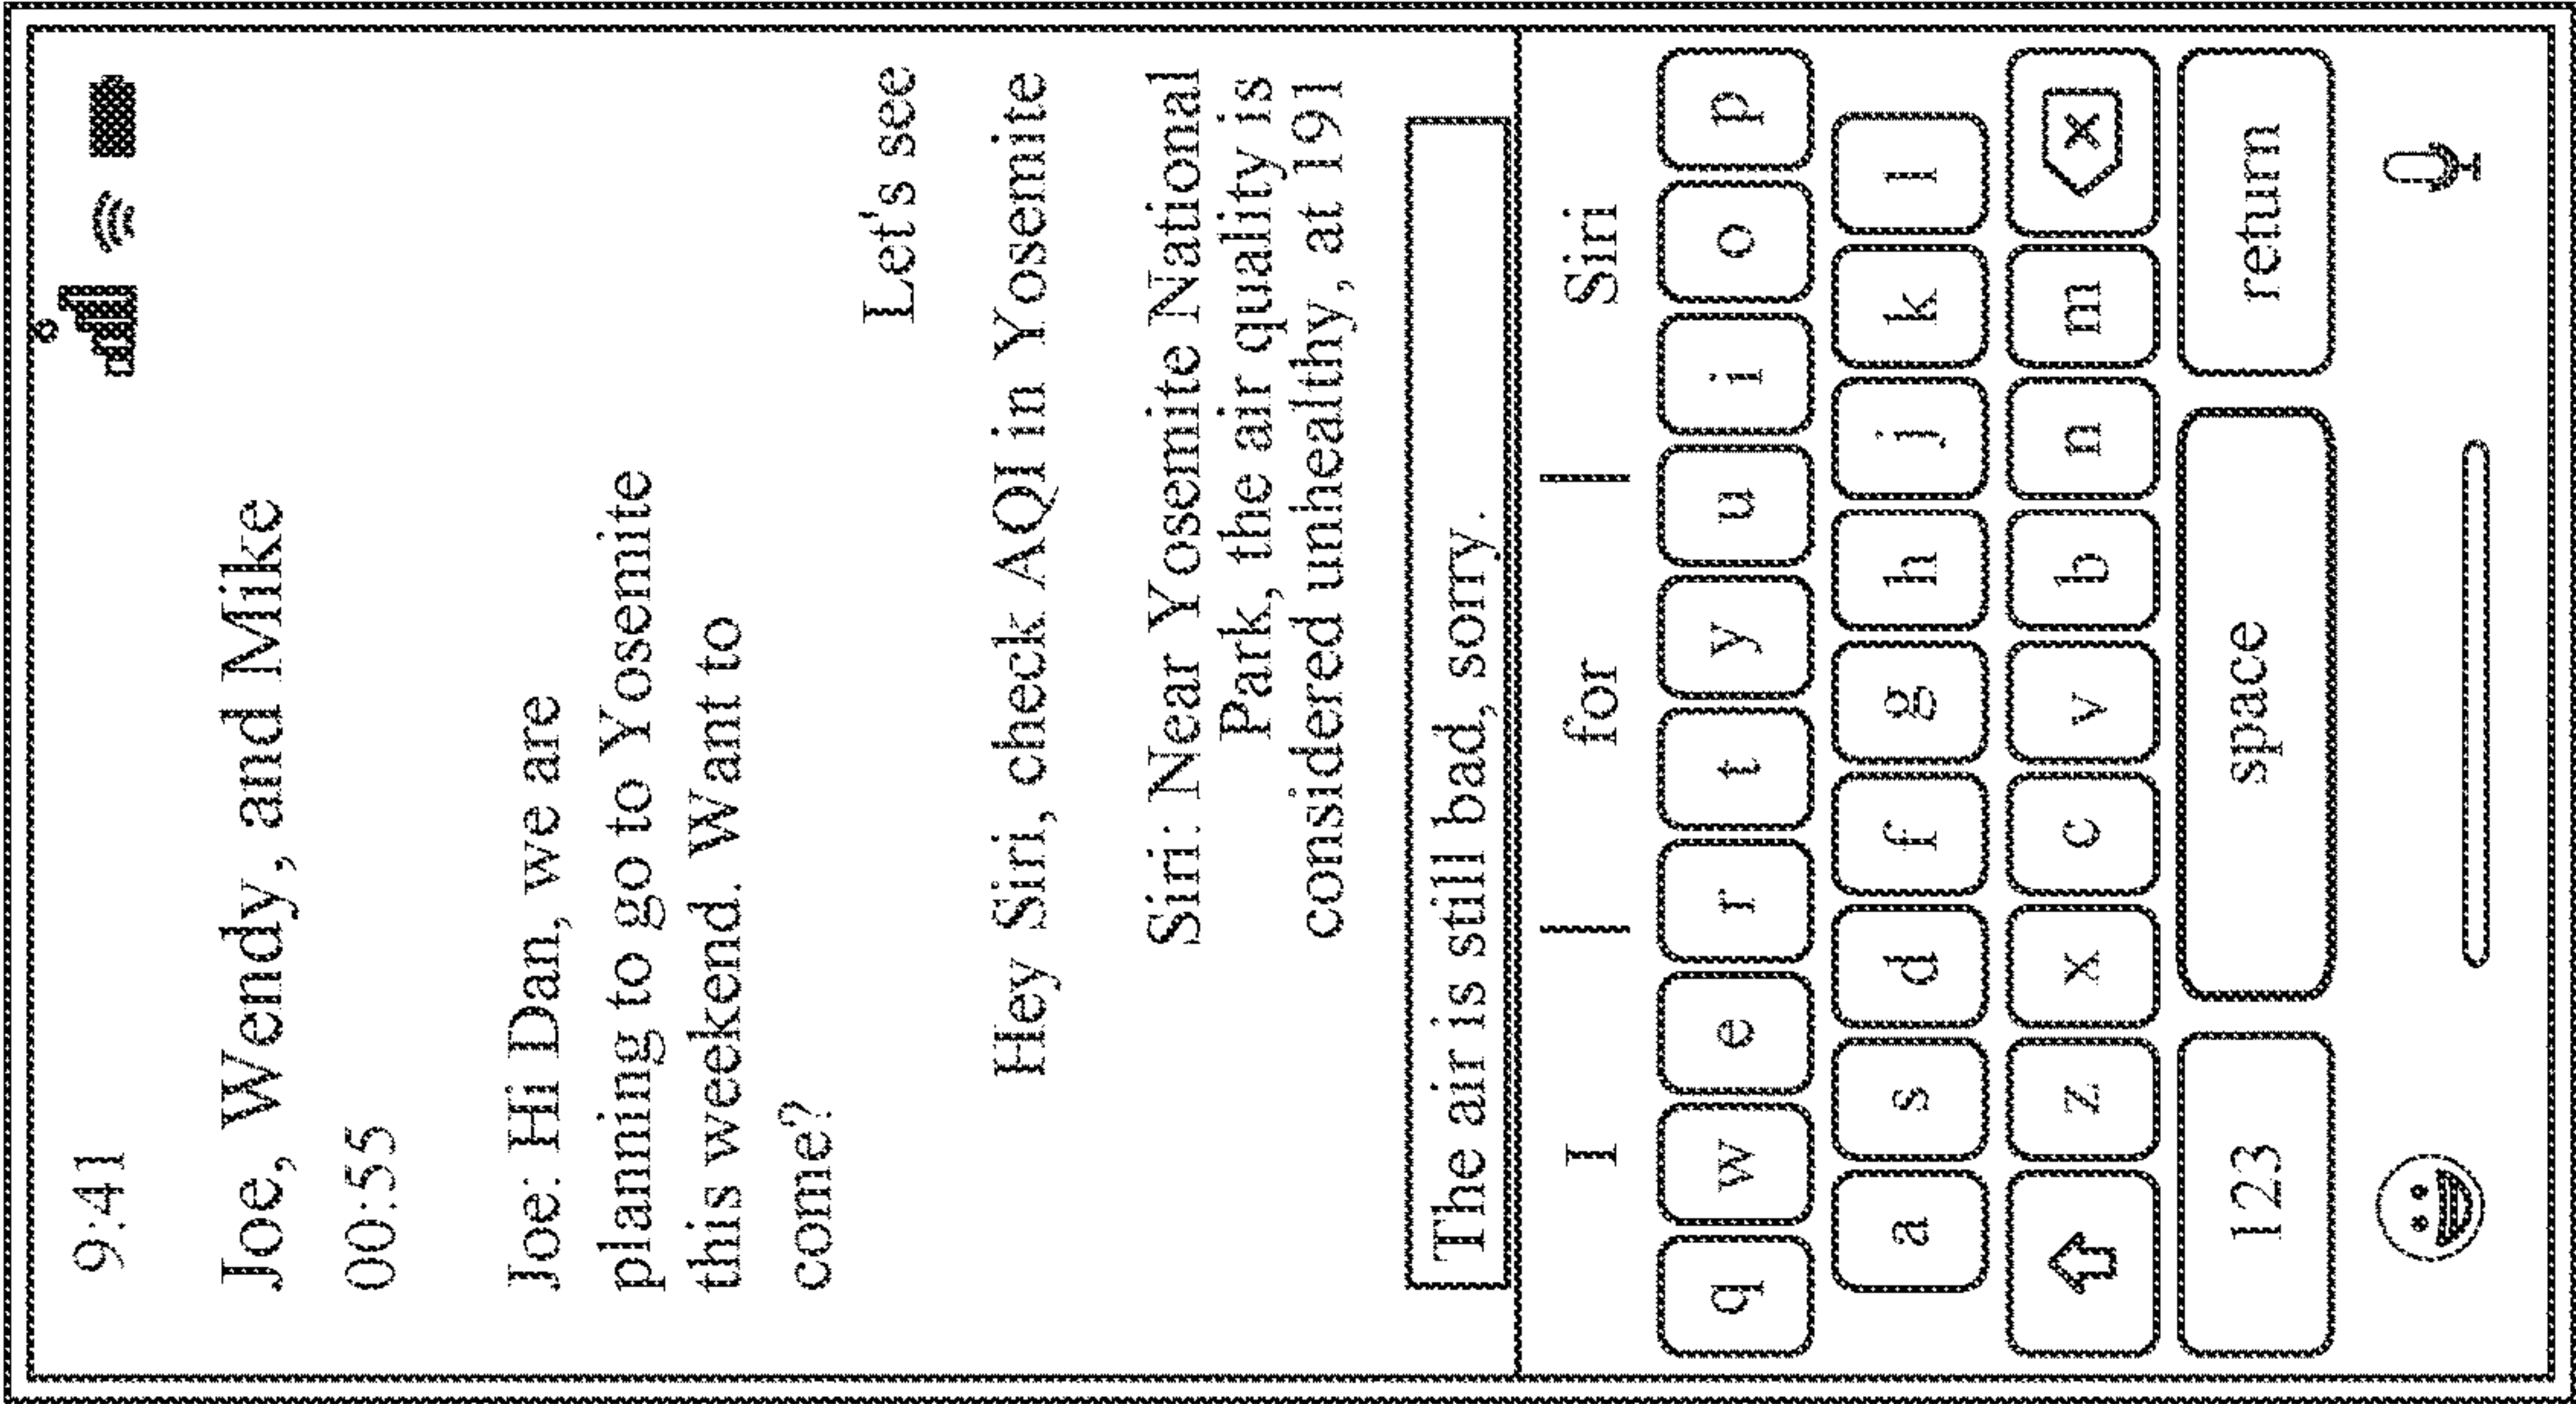 9:41
Joe, Wendy, and Mike
00:55
Joe: Hi Dan, we are
planning to go to Yosemite
this weekend. Want to
come?
Let's see
Hey Siri, check AQI in Yosemite
Siri: Near Yosemite National
Park, the air quality is
considered unhealthy, at 191
The air is still bad, sorry.
I | for | Siri
q w e r t y u i o p
a s d f g h j k l
z x c v b n m
123 space return